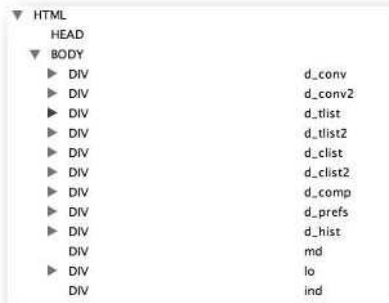 HTML
HEAD
BODY
DIV d_conv
DIV d_conv2
DIV d_tlist
DIV d_tlist2
DIV d_clist
DIV d_clist2
DIV d_comp
DIV d_prefs
DIV d_hist
DIV md
DIV lo
DIV ind